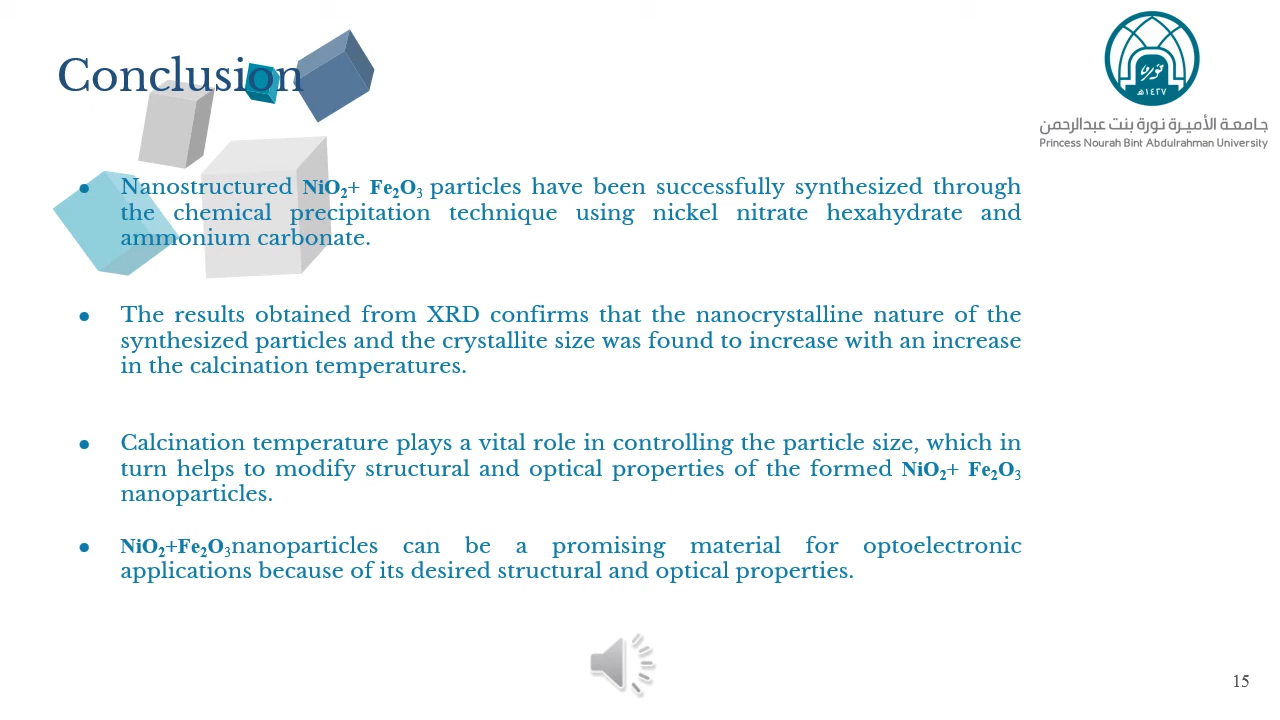 Conclusion
نورة
١٤٢٧هـ
جامعة الأميرة نورة بنت عبدالرحمن
Princess Nourah Bint Abdulrahman University
● Nanostructured NiO₂+ Fe₂O₃ particles have been successfully synthesized through
the chemical precipitation technique using nickel nitrate hexahydrate and
ammonium carbonate.
● The results obtained from XRD confirms that the nanocrystalline nature of the
synthesized particles and the crystallite size was found to increase with an increase
in the calcination temperatures.
● Calcination temperature plays a vital role in controlling the particle size, which in
turn helps to modify structural and optical properties of the formed NiO₂+ Fe₂O₃
nanoparticles.
● NiO₂+Fe₂O₃nanoparticles can be a promising material for optoelectronic
applications because of its desired structural and optical properties.
15